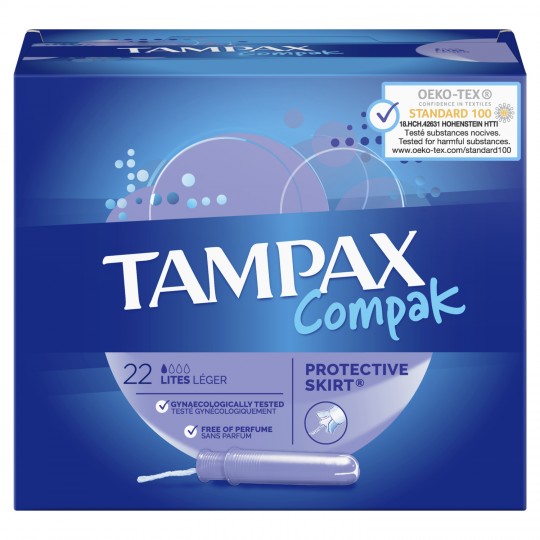 TAMPAX
OEKO-TEX®
CONFIDENCE IN TEXTILES
STANDARD 100
18.HCH.42631 HOHENSTEIN HTTI
Testé substances nocives.
Tested for harmful substances.
www.oeko-tex.com/standard100
TAMPAX
Compak
22 LITES LÉGER
GYNAECOLOGICALLY TESTED
TESTÉ GYNÉCOLOGIQUEMENT
FREE OF PERFUME
SANS PARFUM
PROTECTIVE
SKIRT®